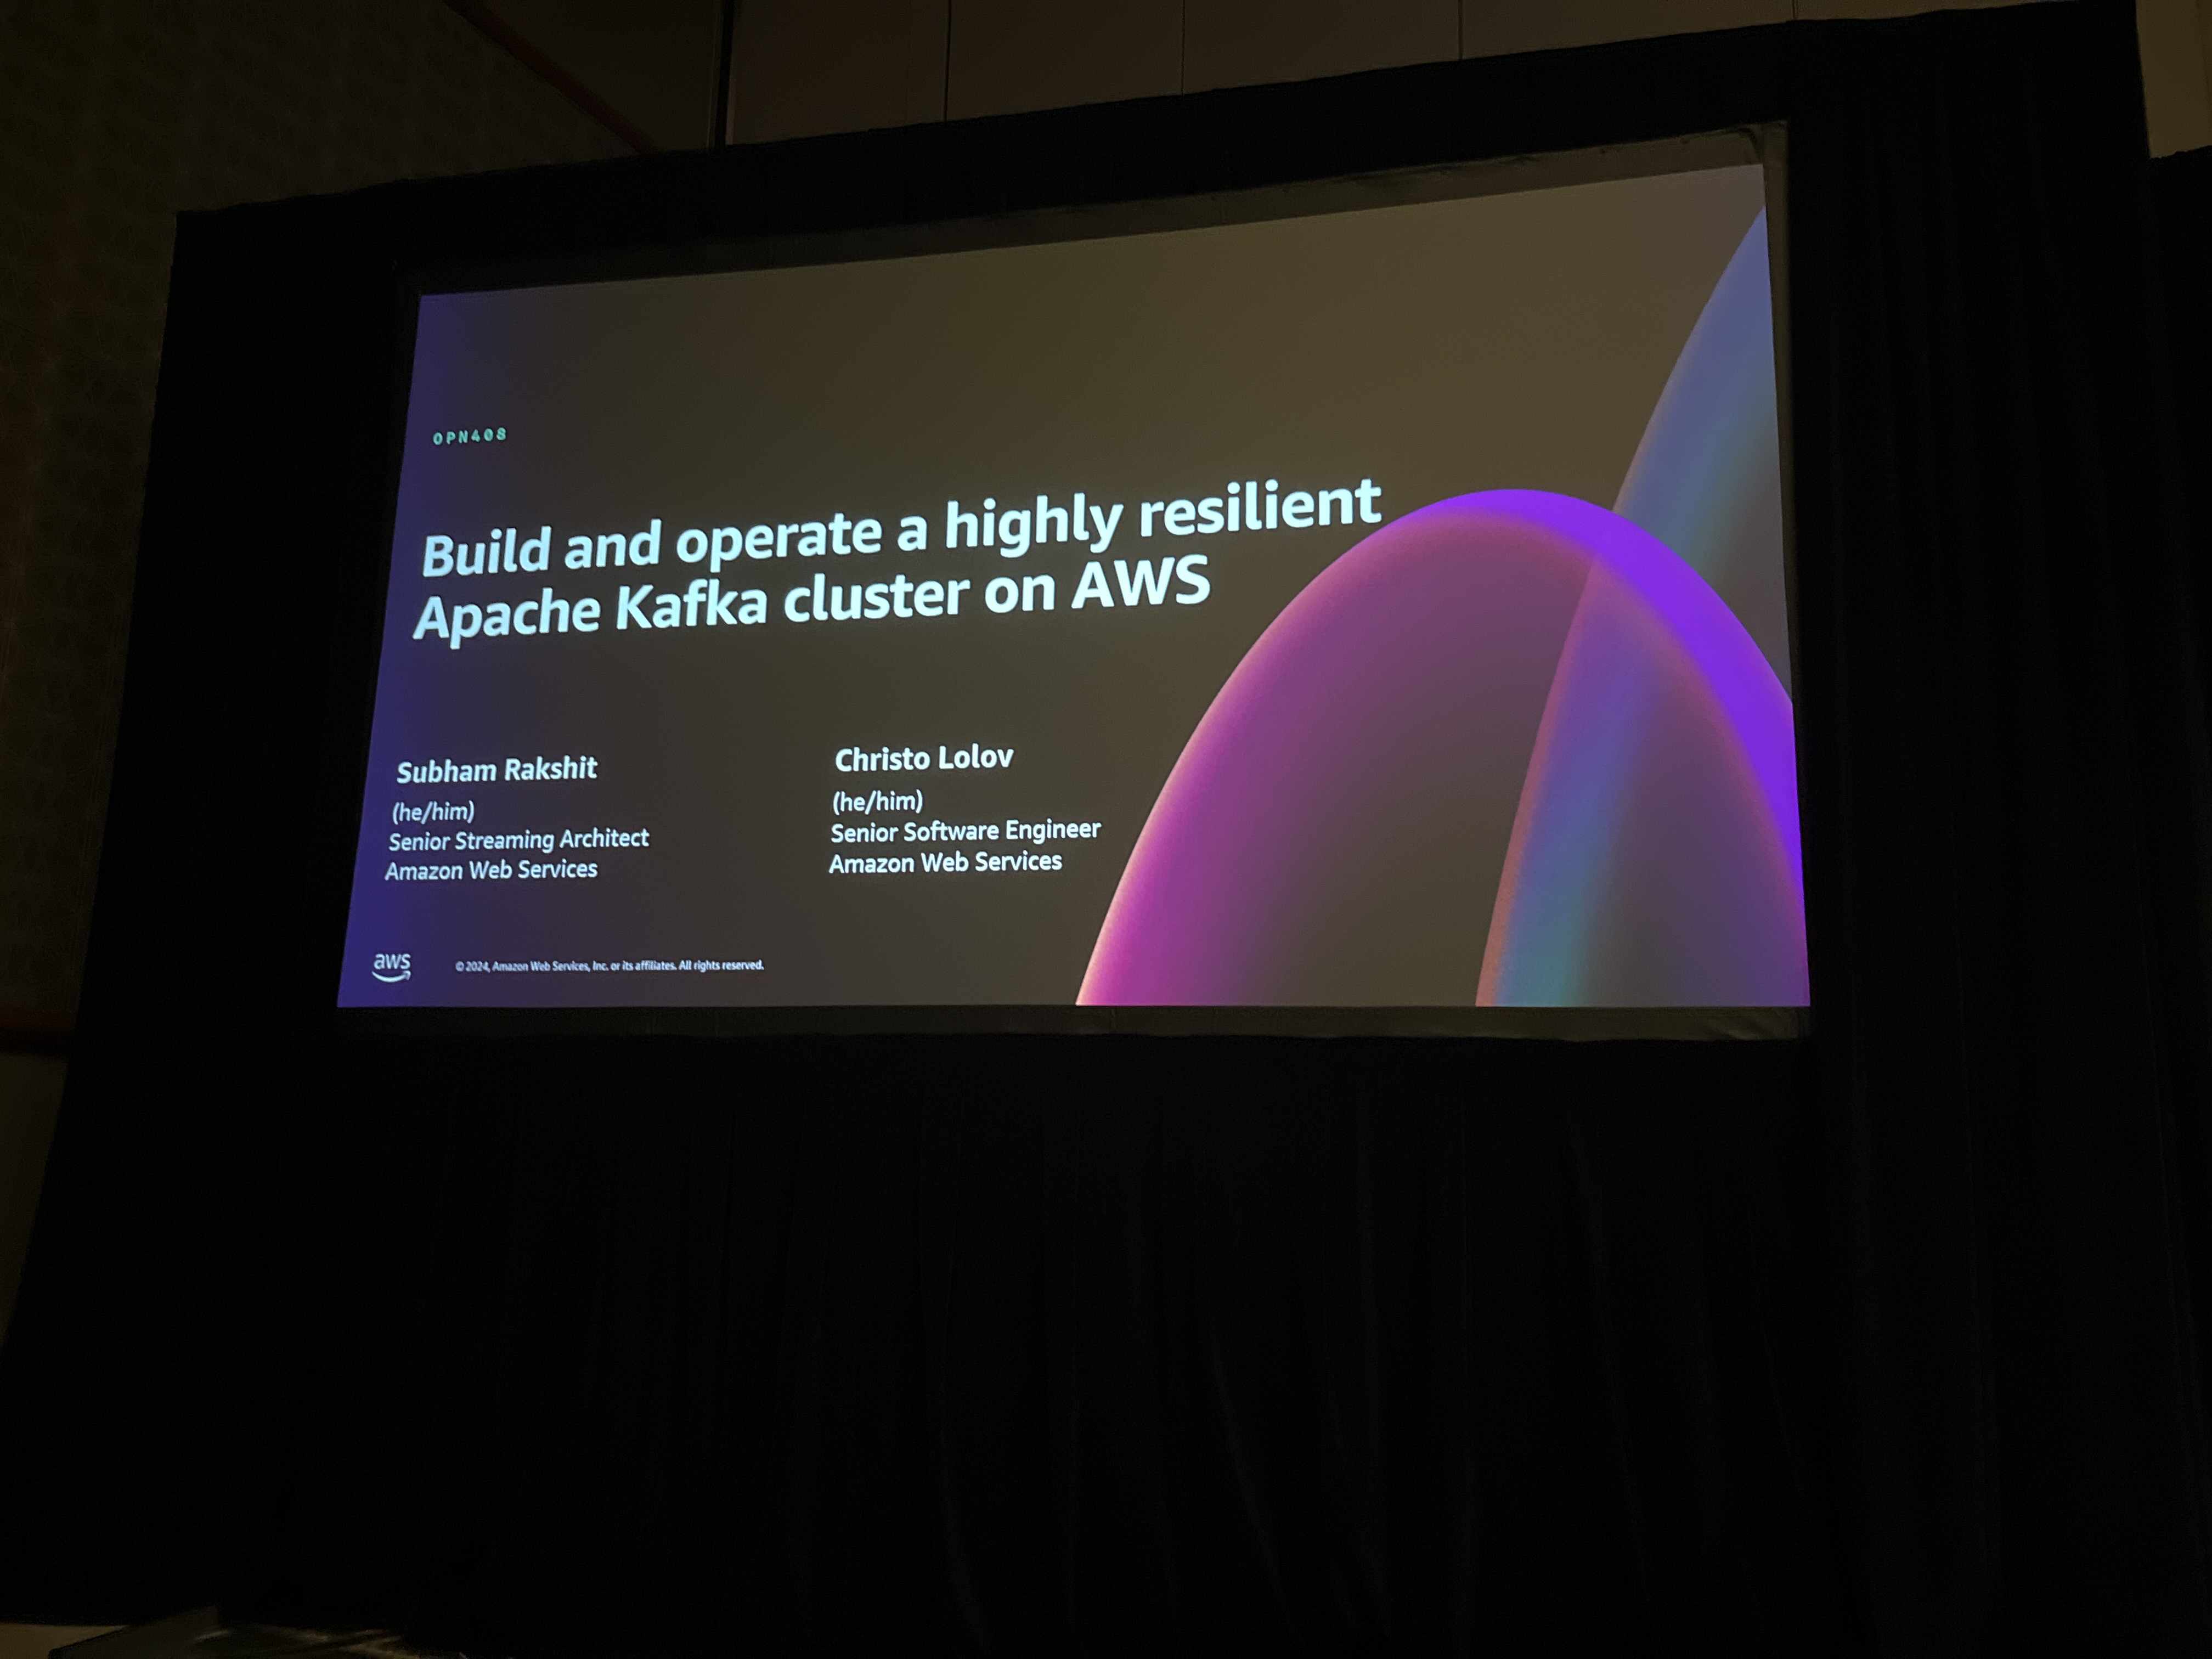 OPN408
Build and operate a highly resilient
Apache Kafka cluster on AWS
Subham Rakshit
(he/him)
Senior Streaming Architect
Amazon Web Services
Christo Lolov
(he/him)
Senior Software Engineer
Amazon Web Services
aws
© 2024, Amazon Web Services, Inc. or its affiliates. All rights reserved.